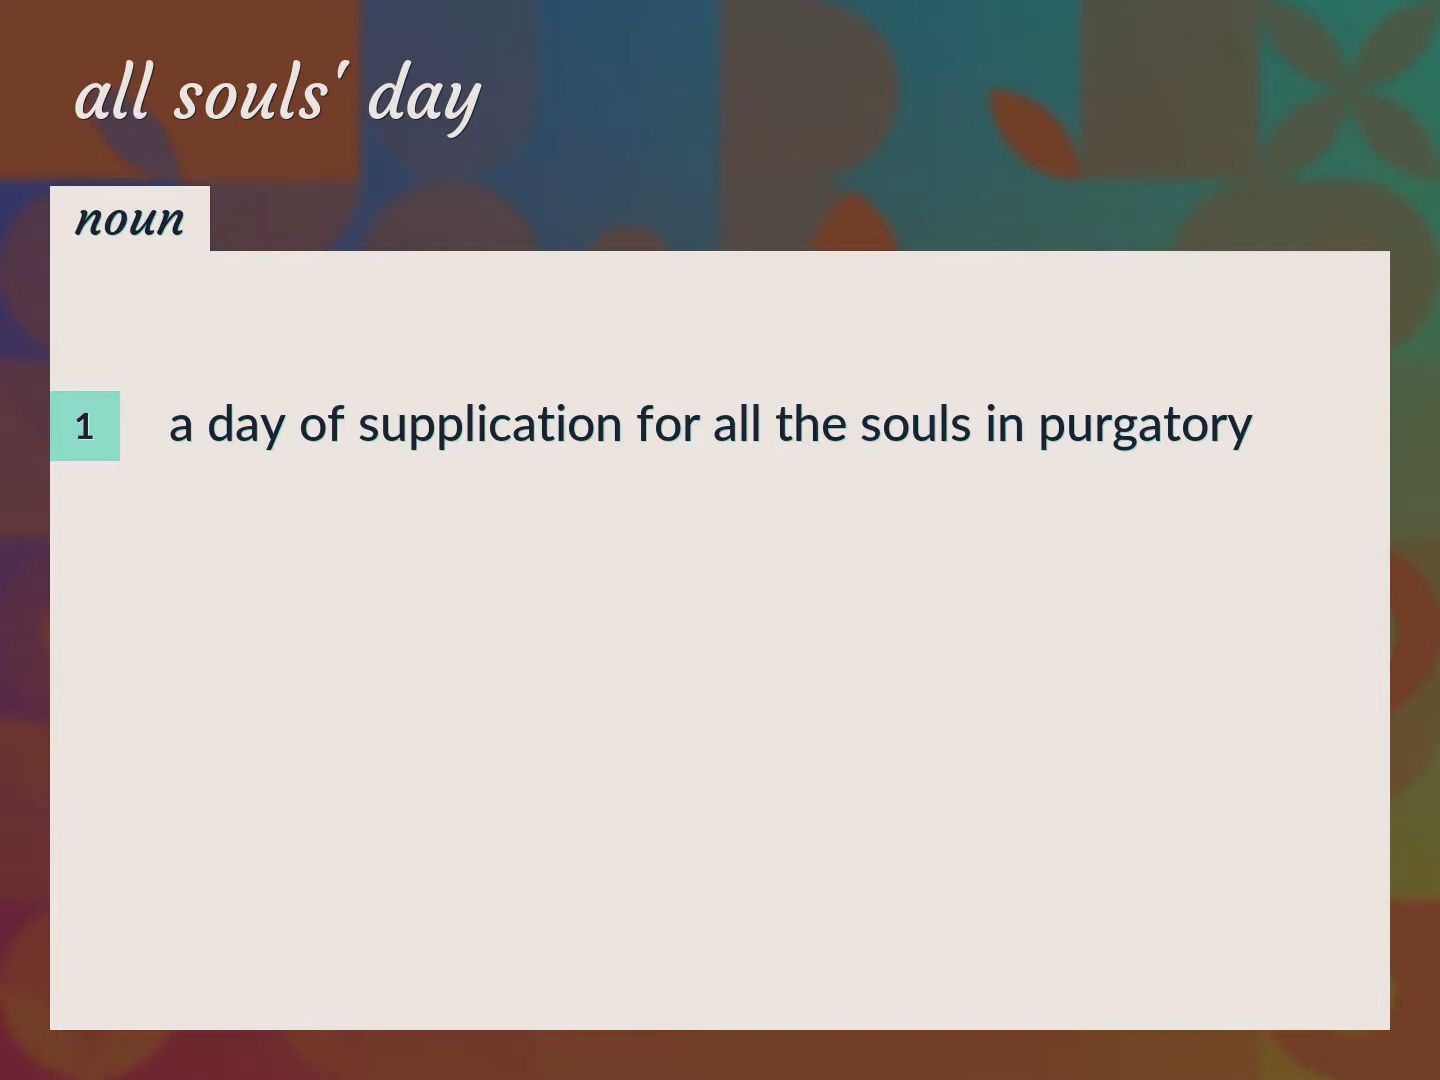 all souls' day
noun
1 a day of supplication for all the souls in purgatory